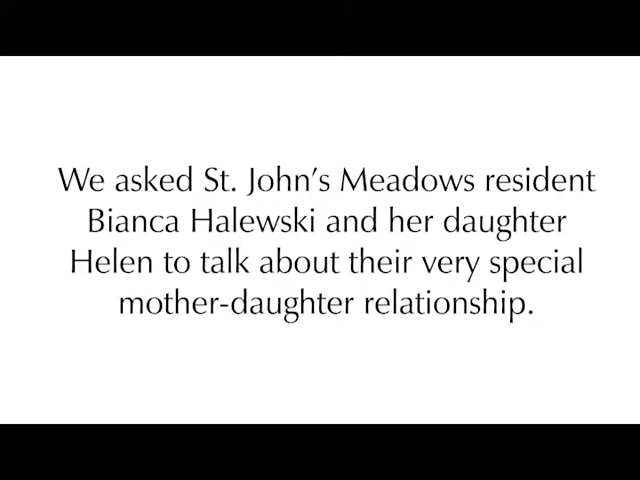 We asked St. John’s Meadows resident
Bianca Halewski and her daughter
Helen to talk about their very special
mother-daughter relationship.